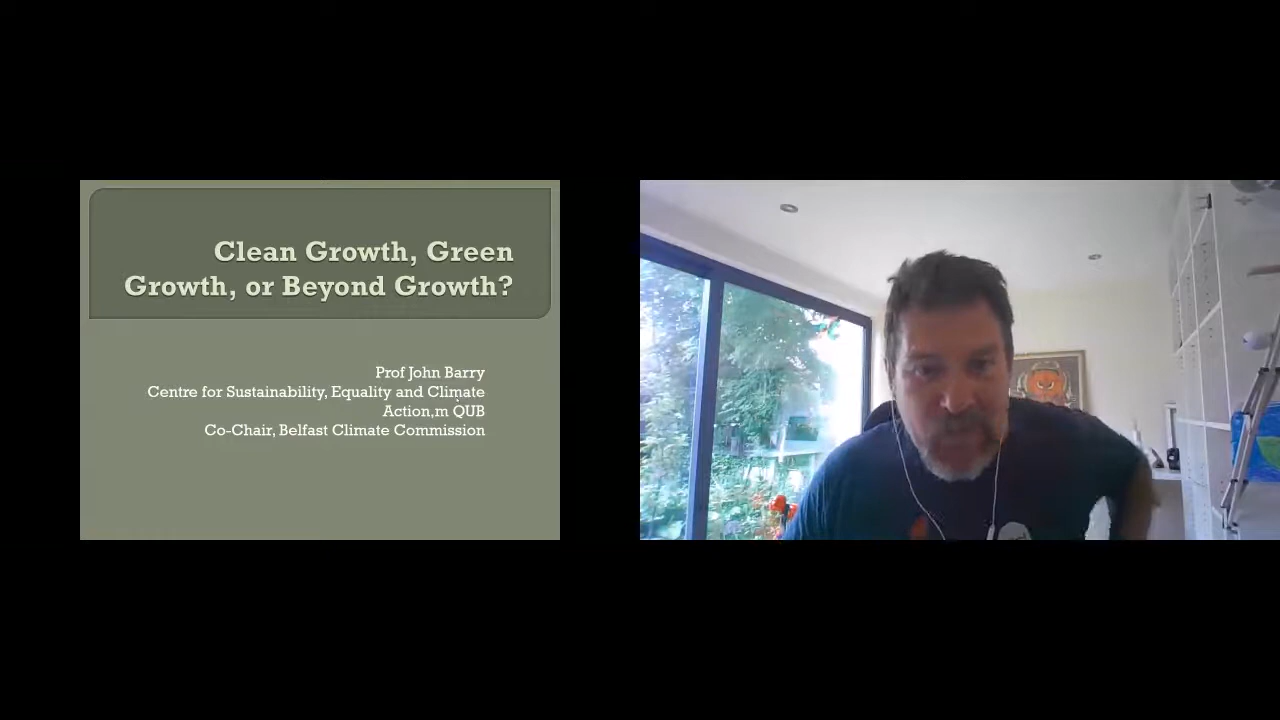 Clean Growth, Green
Growth, or Beyond Growth?
Prof John Barry
Centre for Sustainability, Equality and Climate
Action,m QUB
Co-Chair, Belfast Climate Commission